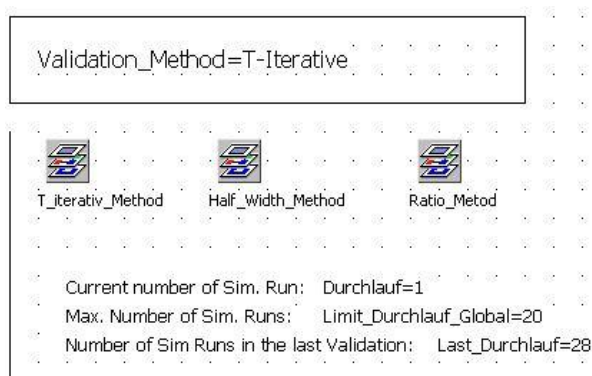 Validation_Method=T-Iterative
T_iterativ_Method Half_Width_Method Ratio_Metod
Current number of Sim. Run: Durchlauf=1
Max. Number of Sim. Runs: Limit_Durchlauf_Global=20
Number of Sim Runs in the last Validation: Last_Durchlauf=28